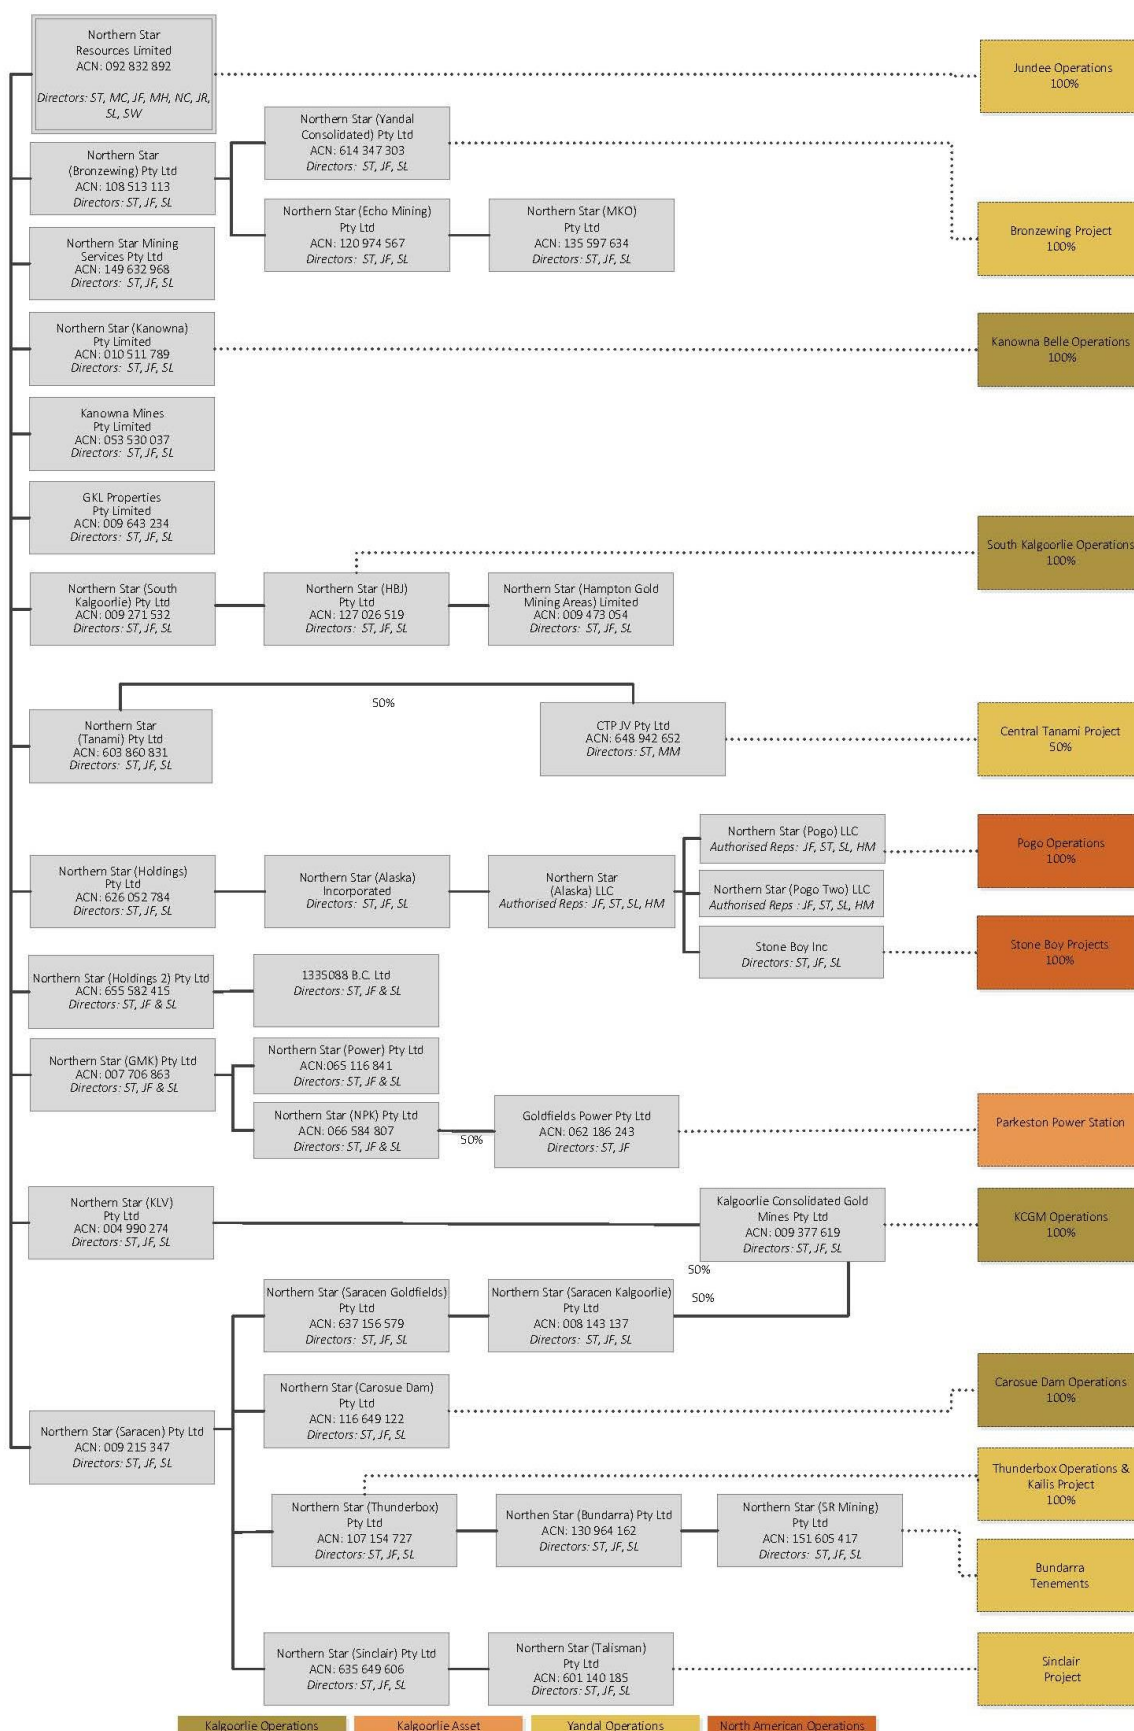 Northern Star
Resources Limited
ACN: 092 832 892
Directors: ST, MC, JF, MH, NC, JR,
SL, SW
Jundee Operations
100%
Northern Star
(Bronzewing) Pty Ltd
ACN: 108 513 113
Directors: ST, JF, SL
Northern Star (Yandal
Consolidated) Pty Ltd
ACN: 614 347 303
Directors: ST, JF, SL
Northern Star (Echo Mining)
Pty Ltd
ACN: 120 974 567
Directors: ST, JF, SL
Northern Star (MKO)
Pty Ltd
ACN: 135 597 634
Directors: ST, JF, SL
Bronzewing Project
100%
Northern Star Mining
Services Pty Ltd
ACN: 149 632 968
Directors: ST, JF, SL
Northern Star (Kanowna)
Pty Limited
ACN: 010 511 789
Directors: ST, JF, SL
Kanowna Belle Operations
100%
Kanowna Mines
Pty Limited
ACN: 053 530 037
Directors: ST, JF, SL
GKL Properties
Pty Limited
ACN: 009 643 234
Directors: ST, JF, SL
South Kalgoorlie Operations
100%
Northern Star (South
Kalgoorlie) Pty Ltd
ACN: 009 271 532
Directors: ST, JF, SL
Northern Star (HBJ)
Pty Ltd
ACN: 127 026 519
Directors: ST, JF, SL
Northern Star (Hampton Gold
Mining Areas) Limited
ACN: 009 473 054
Directors: ST, JF, SL
50%
Northern Star
(Tanami) Pty Ltd
ACN: 603 860 831
Directors: ST, JF, SL
CTP JV Pty Ltd
ACN: 648 942 652
Directors: ST, MM
Central Tanami Project
50%
Northern Star (Holdings)
Pty Ltd
ACN: 626 052 784
Directors: ST, JF, SL
Northern Star (Alaska)
Incorporated
Directors: ST, JF, SL
Northern Star
(Alaska) LLC
Authorised Reps: JF, ST, SL, HM
Northern Star (Pogo) LLC
Authorised Reps: JF, ST, SL, HM
Pogo Operations
100%
Northern Star (Pogo Two) LLC
Authorised Reps : JF, ST, SL, HM
Stone Boy Inc
Directors: ST, JF, SL
Stone Boy Projects
100%
Northern Star (Holdings 2) Pty Ltd
ACN: 655 582 415
Directors: ST, JF & SL
1335088 B.C. Ltd
Directors: ST, JF & SL
Northern Star (GMK) Pty Ltd
ACN: 007 706 863
Directors: ST, JF & SL
Northern Star (Power) Pty Ltd
ACN:065 116 841
Directors: ST, JF & SL
Northern Star (NPK) Pty Ltd
ACN: 066 584 807
Directors: ST, JF & SL
50%
Goldfields Power Pty Ltd
ACN: 062 186 243
Directors: ST, JF
Parkeston Power Station
Northern Star (KLV)
Pty Ltd
ACN: 004 990 274
Directors: ST, JF, SL
Kalgoorlie Consolidated Gold
Mines Pty Ltd
ACN: 009 377 619
Directors: ST, JF, SL
KCGM Operations
100%
50%
50%
Northern Star (Saracen Goldfields)
Pty Ltd
ACN: 637 156 579
Directors: ST, JF, SL
Northern Star (Saracen Kalgoorlie)
Pty Ltd
ACN: 008 143 137
Directors: ST, JF, SL
Northern Star (Carosue Dam)
Pty Ltd
ACN: 116 649 122
Directors: ST, JF, SL
Carosue Dam Operations
100%
Northern Star (Saracen) Pty Ltd
ACN: 009 215 347
Directors: ST, JF, SL
Thunderbox Operations &
Kailis Project
100%
Northern Star (Thunderbox)
Pty Ltd
ACN: 107 154 727
Directors: ST, JF, SL
Northen Star (Bundarra) Pty Ltd
ACN: 130 964 162
Directors: ST, JF, SL
Northern Star (SR Mining)
Pty Ltd
ACN: 151 605 417
Directors: ST, JF, SL
Bundarra
Tenements
Northern Star (Sinclair) Pty Ltd
ACN: 635 649 606
Directors: ST, JF, SL
Northern Star (Talisman)
Pty Ltd
ACN: 601 140 185
Directors: ST, JF, SL
Sinclair
Project
Kalgoorlie Operations
Kalgoorlie Asset
Yandal Operations
North American Operations